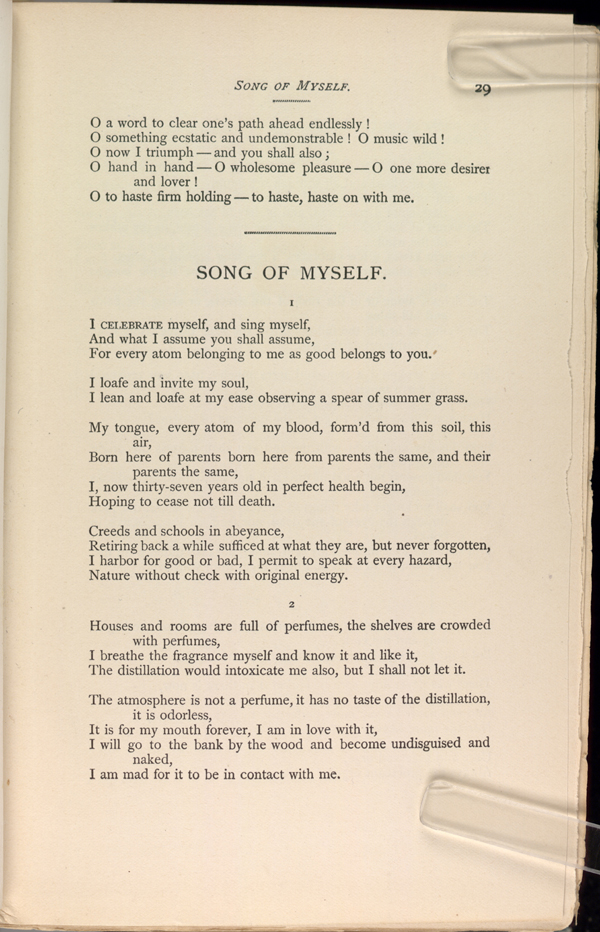 SONG OF MYSELF. 29
O a word to clear one's path ahead endlessly !
O something ecstatic and undemonstrable ! O music wild !
O now I triumph — and you shall also ;
O hand in hand — O wholesome pleasure — O one more desirer
and lover !
O to haste firm holding — to haste, haste on with me.
SONG OF MYSELF.
1
I CELEBRATE myself, and sing myself,
And what I assume you shall assume,
For every atom belonging to me as good belongs to you.
I loafe and invite my soul,
I lean and loafe at my ease observing a spear of summer grass.
My tongue, every atom of my blood, form'd from this soil, this
air,
Born here of parents born here from parents the same, and their
parents the same,
I, now thirty-seven years old in perfect health begin,
Hoping to cease not till death.
Creeds and schools in abeyance,
Retiring back a while sufficed at what they are, but never forgotten,
I harbor for good or bad, I permit to speak at every hazard,
Nature without check with original energy.
2
Houses and rooms are full of perfumes, the shelves are crowded
with perfumes,
I breathe the fragrance myself and know it and like it,
The distillation would intoxicate me also, but I shall not let it.
The atmosphere is not a perfume, it has no taste of the distillation,
it is odorless,
It is for my mouth forever, I am in love with it,
I will go to the bank by the wood and become undisguised and
naked,
I am mad for it to be in contact with me.